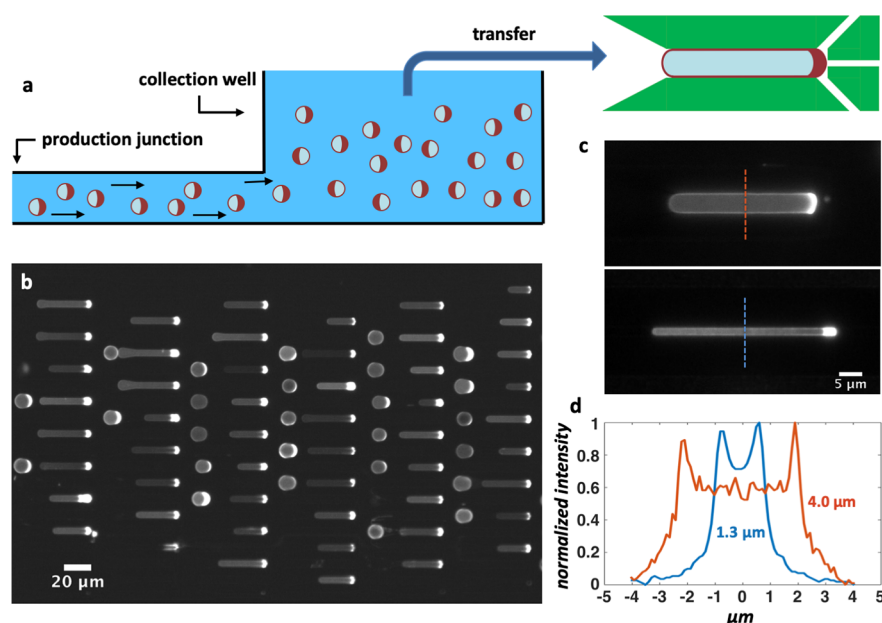 transfer
a
collection well
production junction
b
20 μm
c
5 μm
d
normalized intensity
1
0.8
0.6
0.4
0.2
0
4.0 μm
1.3 μm
-5 -4 -3 -2 -1 0 1 2 3 4 5
μm